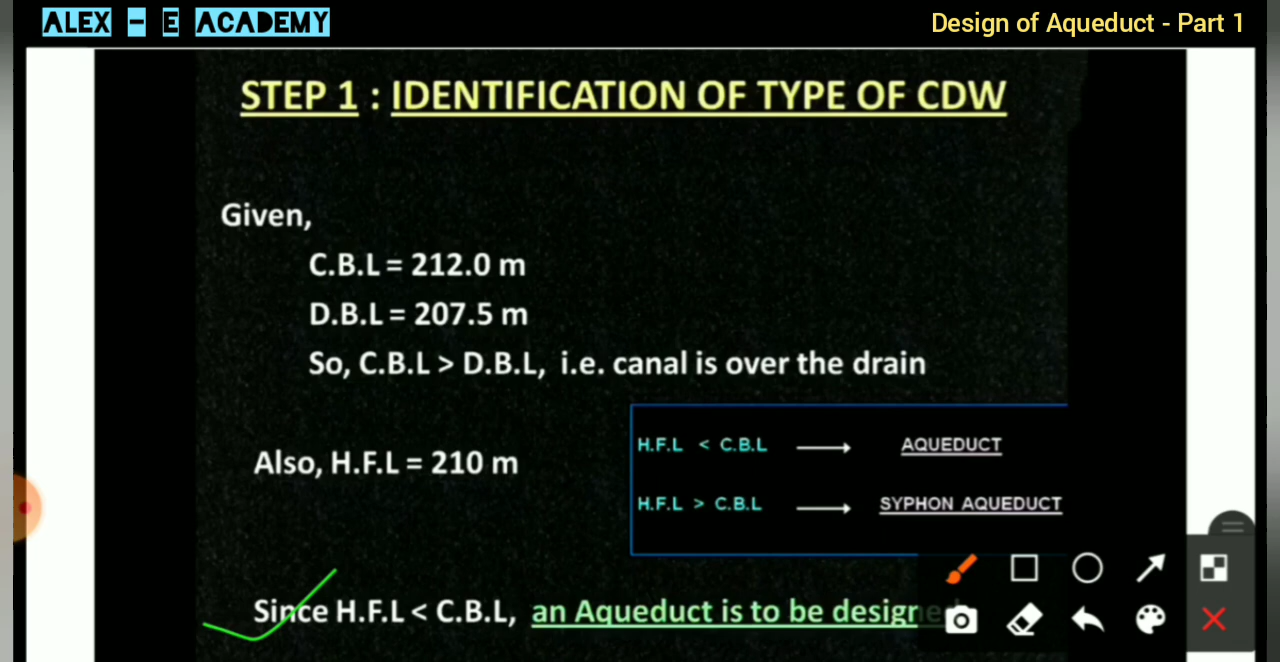 ALEX - E ACADEMY
Design of Aqueduct - Part 1
STEP 1 : IDENTIFICATION OF TYPE OF CDW
Given,
C.B.L = 212.0 m
D.B.L = 207.5 m
So, C.B.L > D.B.L, i.e. canal is over the drain
H.F.L < C.B.L ⟶ AQUEDUCT
Also, H.F.L = 210 m
H.F.L > C.B.L ⟶ SYPHON AQUEDUCT
Since H.F.L < C.B.L, an Aqueduct is to be designe